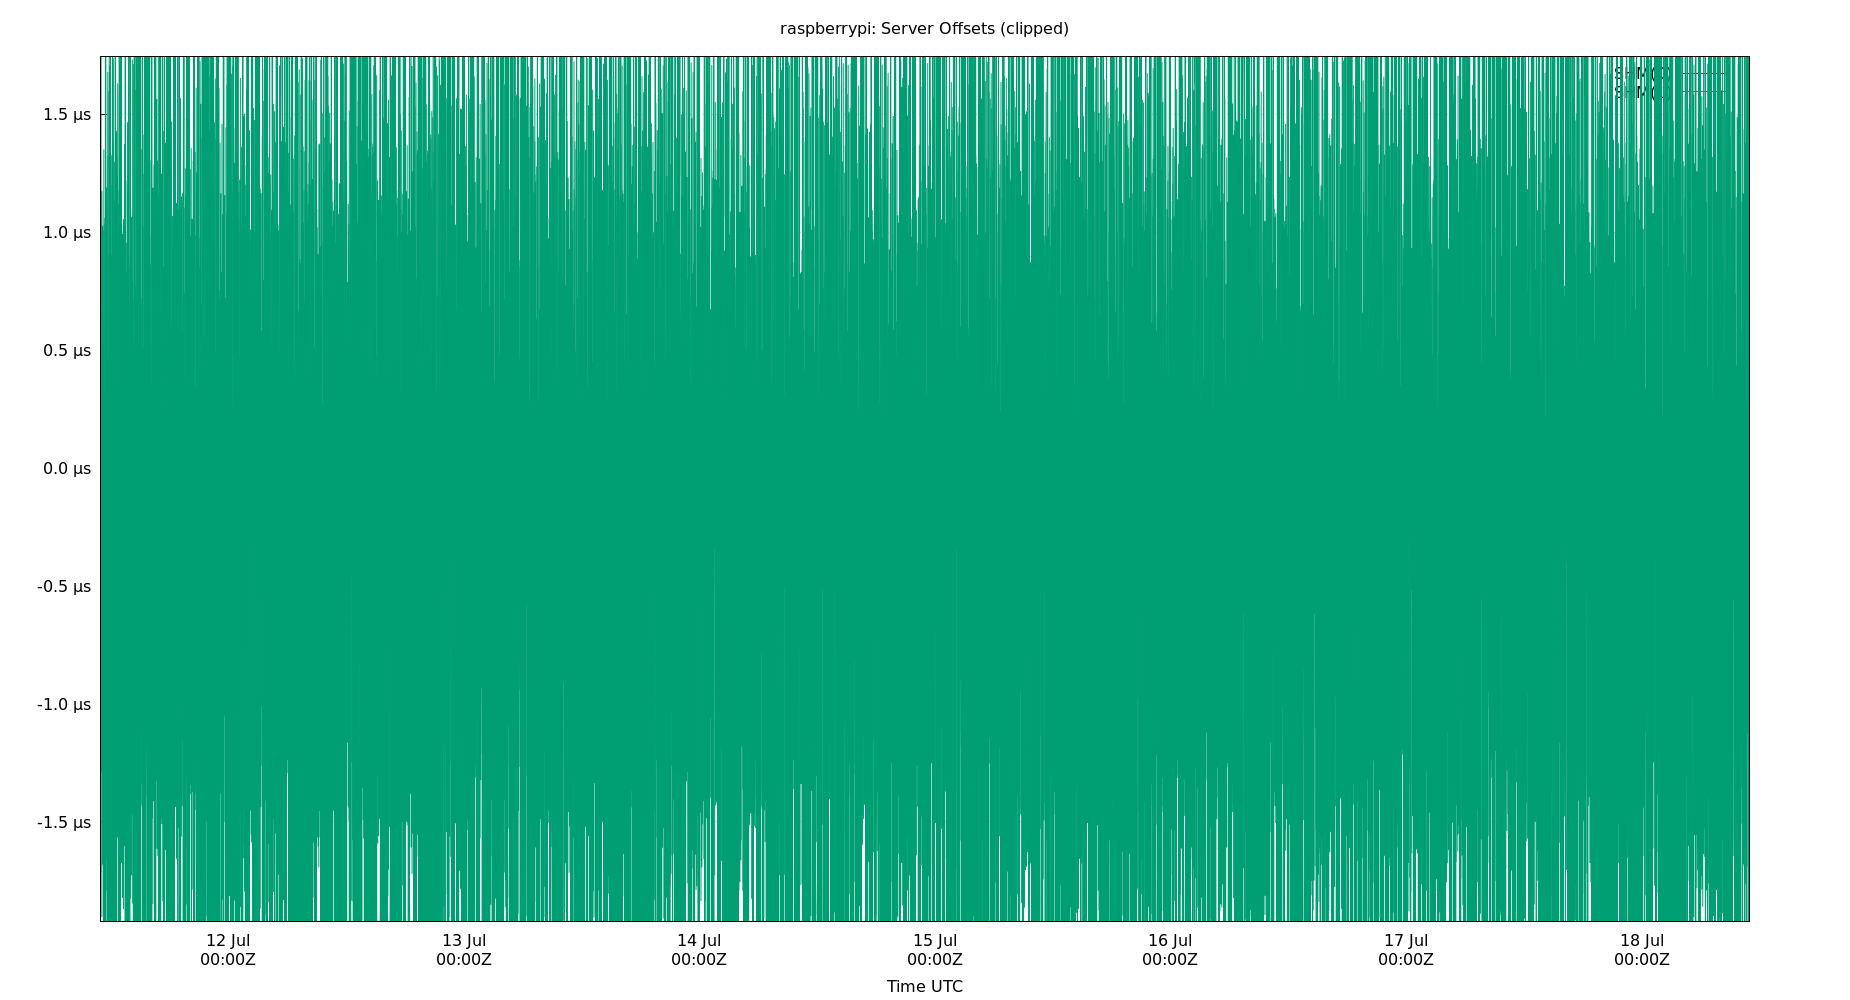 raspberrypi: Server Offsets (clipped)
1.5 µs
1.0 µs
0.5 µs
0.0 µs
-0.5 µs
-1.0 µs
-1.5 µs
12 Jul 13 Jul 14 Jul 15 Jul 16 Jul 17 Jul 18 Jul
00:00Z 00:00Z 00:00Z 00:00Z 00:00Z 00:00Z 00:00Z
Time UTC